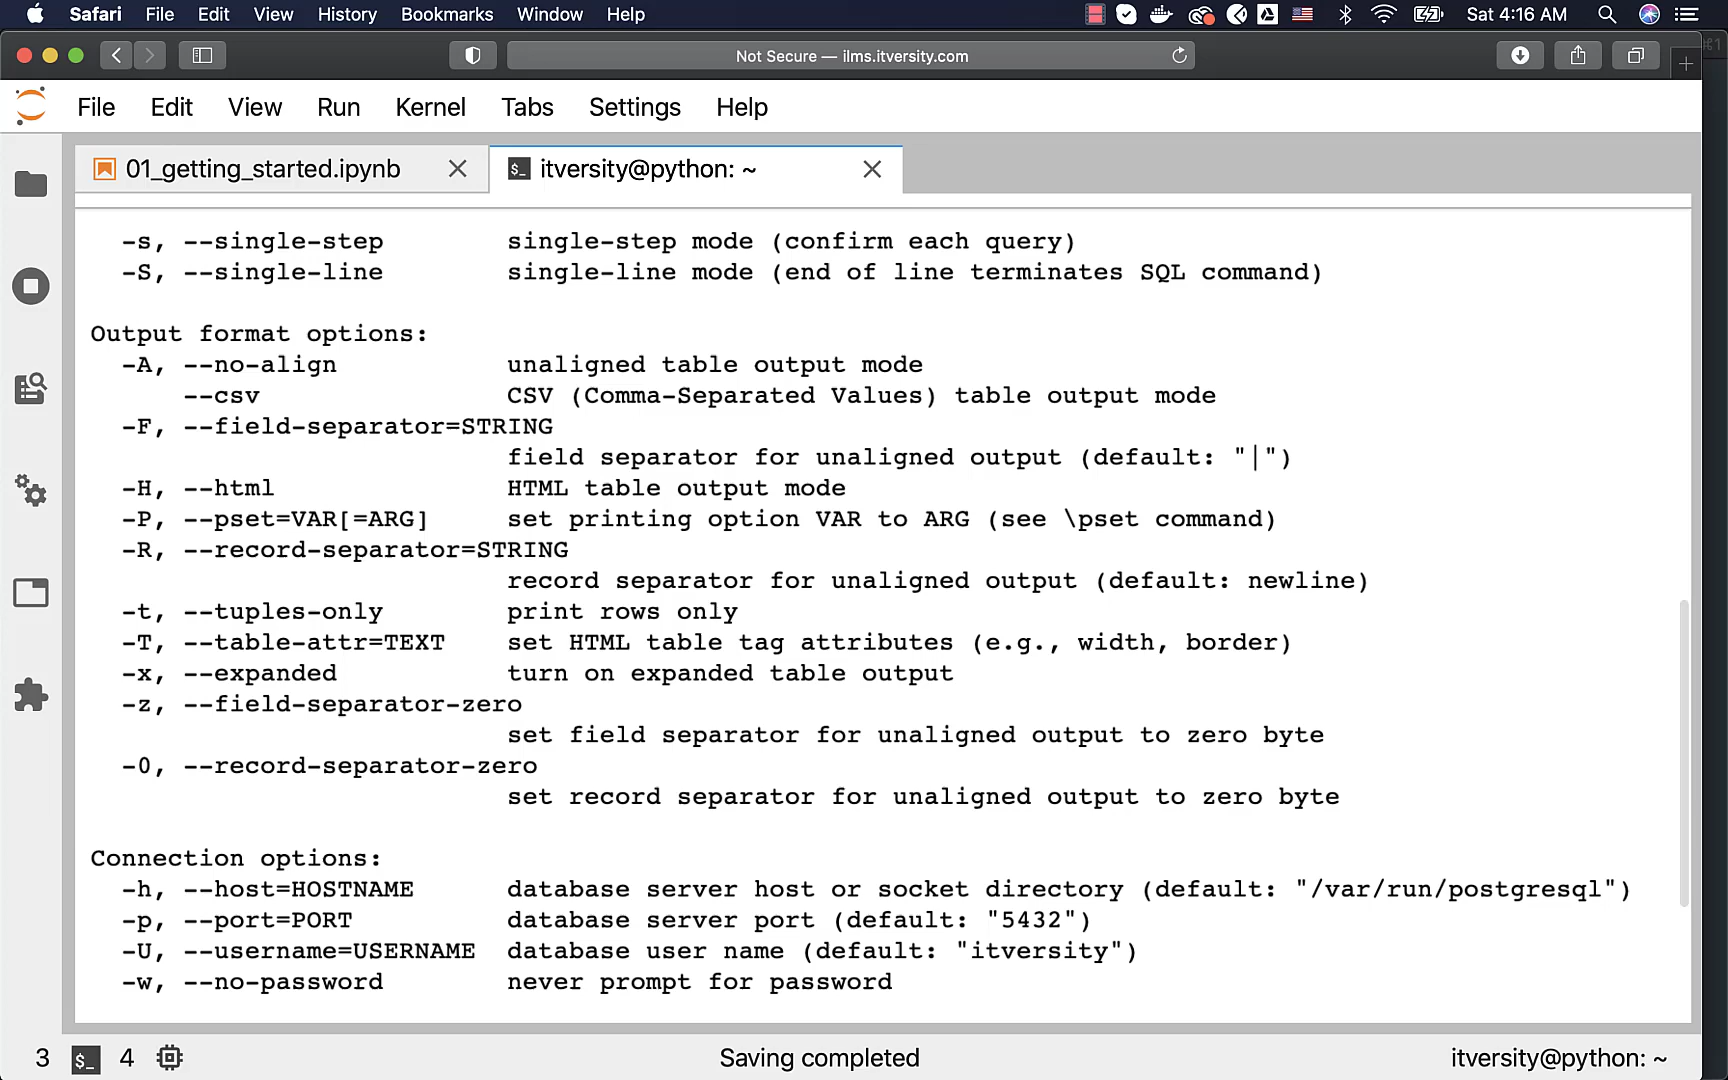 Safari File Edit View History Bookmarks Window Help Sat 4:16 AM
Not Secure — ilms.itversity.com
File Edit View Run Kernel Tabs Settings Help
01_getting_started.ipynb
$_ itversity@python: ~
-s, --single-step single-step mode (confirm each query)
-S, --single-line single-line mode (end of line terminates SQL command)
Output format options:
-A, --no-align unaligned table output mode
--csv CSV (Comma-Separated Values) table output mode
-F, --field-separator=STRING
field separator for unaligned output (default: "|")
-H, --html HTML table output mode
-P, --pset=VAR[=ARG] set printing option VAR to ARG (see \pset command)
-R, --record-separator=STRING
record separator for unaligned output (default: newline)
-t, --tuples-only print rows only
-T, --table-attr=TEXT set HTML table tag attributes (e.g., width, border)
-x, --expanded turn on expanded table output
-z, --field-separator-zero
set field separator for unaligned output to zero byte
-0, --record-separator-zero
set record separator for unaligned output to zero byte
Connection options:
-h, --host=HOSTNAME database server host or socket directory (default: "/var/run/postgresql")
-p, --port=PORT database server port (default: "5432")
-U, --username=USERNAME database user name (default: "itversity")
-w, --no-password never prompt for password
3 $_ 4 Saving completed itversity@python: ~